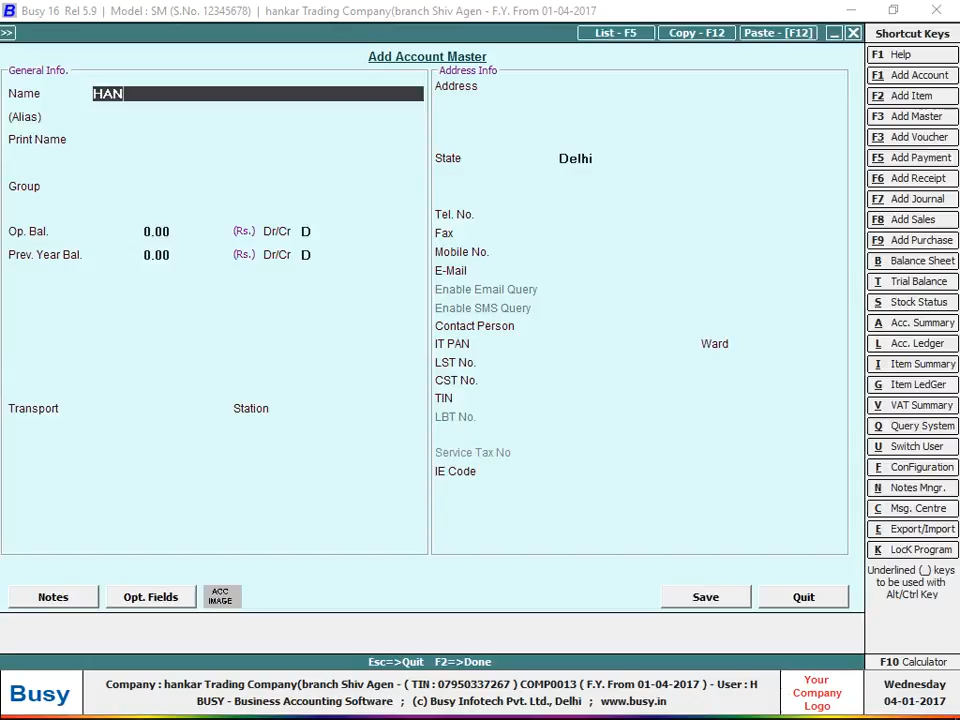 Busy 16 Rel 5.9 | Model : SM (S.No. 12345678) | hankar Trading Company(branch Shiv Agen - F.Y. From 01-04-2017
>> List - F5 Copy - F12 Paste - [F12] Shortcut Keys
Add Account Master
General Info.
Name HAN
(Alias)
Print Name
Group
Op. Bal. 0.00 (Rs.) Dr/Cr D
Prev. Year Bal. 0.00 (Rs.) Dr/Cr D
Transport Station
Address Info
Address
State Delhi
Tel. No.
Fax
Mobile No.
E-Mail
Enable Email Query
Enable SMS Query
Contact Person
IT PAN Ward
LST No.
CST No.
TIN
LBT No.
Service Tax No
IE Code
Notes Opt. Fields ACC IMAGE Save Quit
F1 Help
F1 Add Account
F2 Add Item
F3 Add Master
F3 Add Voucher
F5 Add Payment
F6 Add Receipt
F7 Add Journal
F8 Add Sales
F9 Add Purchase
B Balance Sheet
T Trial Balance
S Stock Status
A Acc. Summary
L Acc. Ledger
I Item Summary
G Item LedGer
V VAT Summary
Q Query System
U Switch User
F ConFiguration
N Notes Mngr.
C Msg. Centre
E Export/Import
K LocK Program
Underlined (_) keys
to be used with
Alt/Ctrl Key
Esc=>Quit F2=>Done
F10 Calculator
Busy
Company : hankar Trading Company(branch Shiv Agen - ( TIN : 07950337267 ) COMP0013 ( F.Y. From 01-04-2017 ) - User : H
BUSY - Business Accounting Software ; (c) Busy Infotech Pvt. Ltd., Delhi ; www.busy.in
Your
Company
Logo
Wednesday
04-01-2017